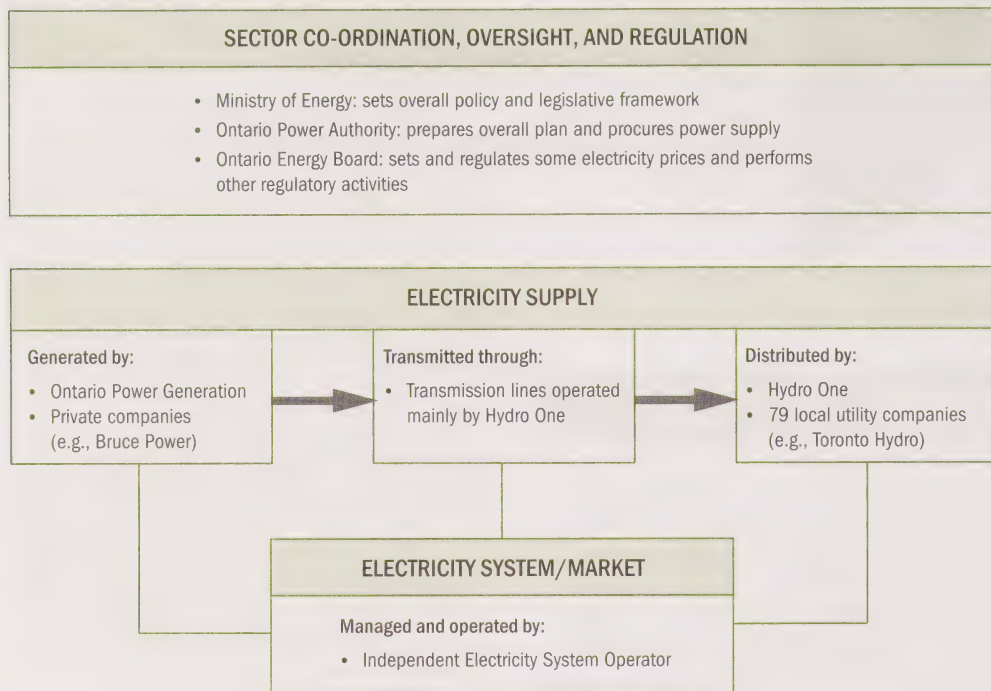 SECTOR CO-ORDINATION, OVERSIGHT, AND REGULATION
• Ministry of Energy: sets overall policy and legislative framework
• Ontario Power Authority: prepares overall plan and procures power supply
• Ontario Energy Board: sets and regulates some electricity prices and performs
other regulatory activities
ELECTRICITY SUPPLY
Generated by:
• Ontario Power Generation
• Private companies
(e.g., Bruce Power)
Transmitted through:
• Transmission lines operated
mainly by Hydro One
Distributed by:
• Hydro One
• 79 local utility companies
(e.g., Toronto Hydro)
ELECTRICITY SYSTEM/MARKET
Managed and operated by:
• Independent Electricity System Operator